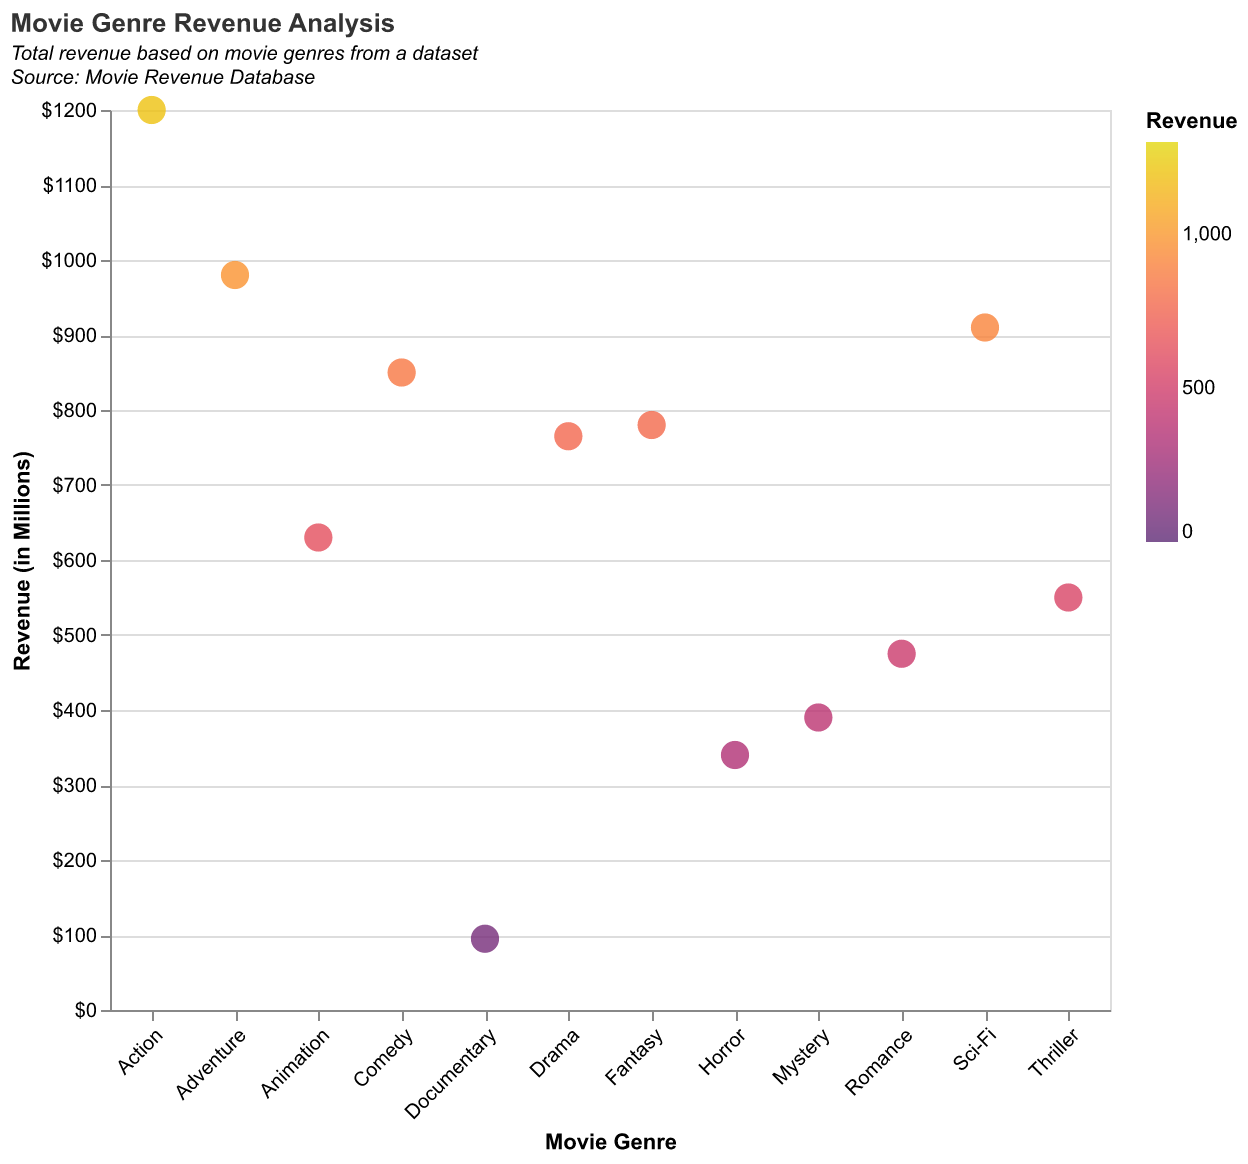 Movie Genre Revenue Analysis
Total revenue based on movie genres from a dataset
Source: Movie Revenue Database
Revenue
1,000
500
0
Revenue (in Millions)
$1200
$1100
$1000
$900
$800
$700
$600
$500
$400
$300
$200
$100
$0
Action
Adventure
Animation
Comedy
Documentary
Drama
Fantasy
Horror
Mystery
Romance
Sci-Fi
Thriller
Movie Genre